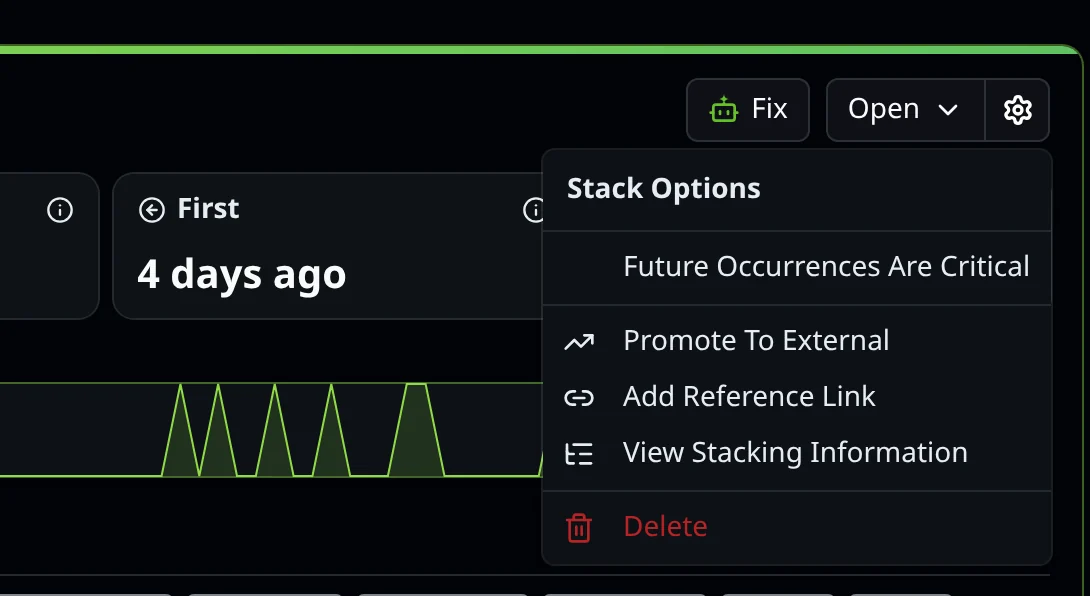 Fix
Open
Stack Options
First
4 days ago
Future Occurrences Are Critical
Promote To External
Add Reference Link
View Stacking Information
Delete